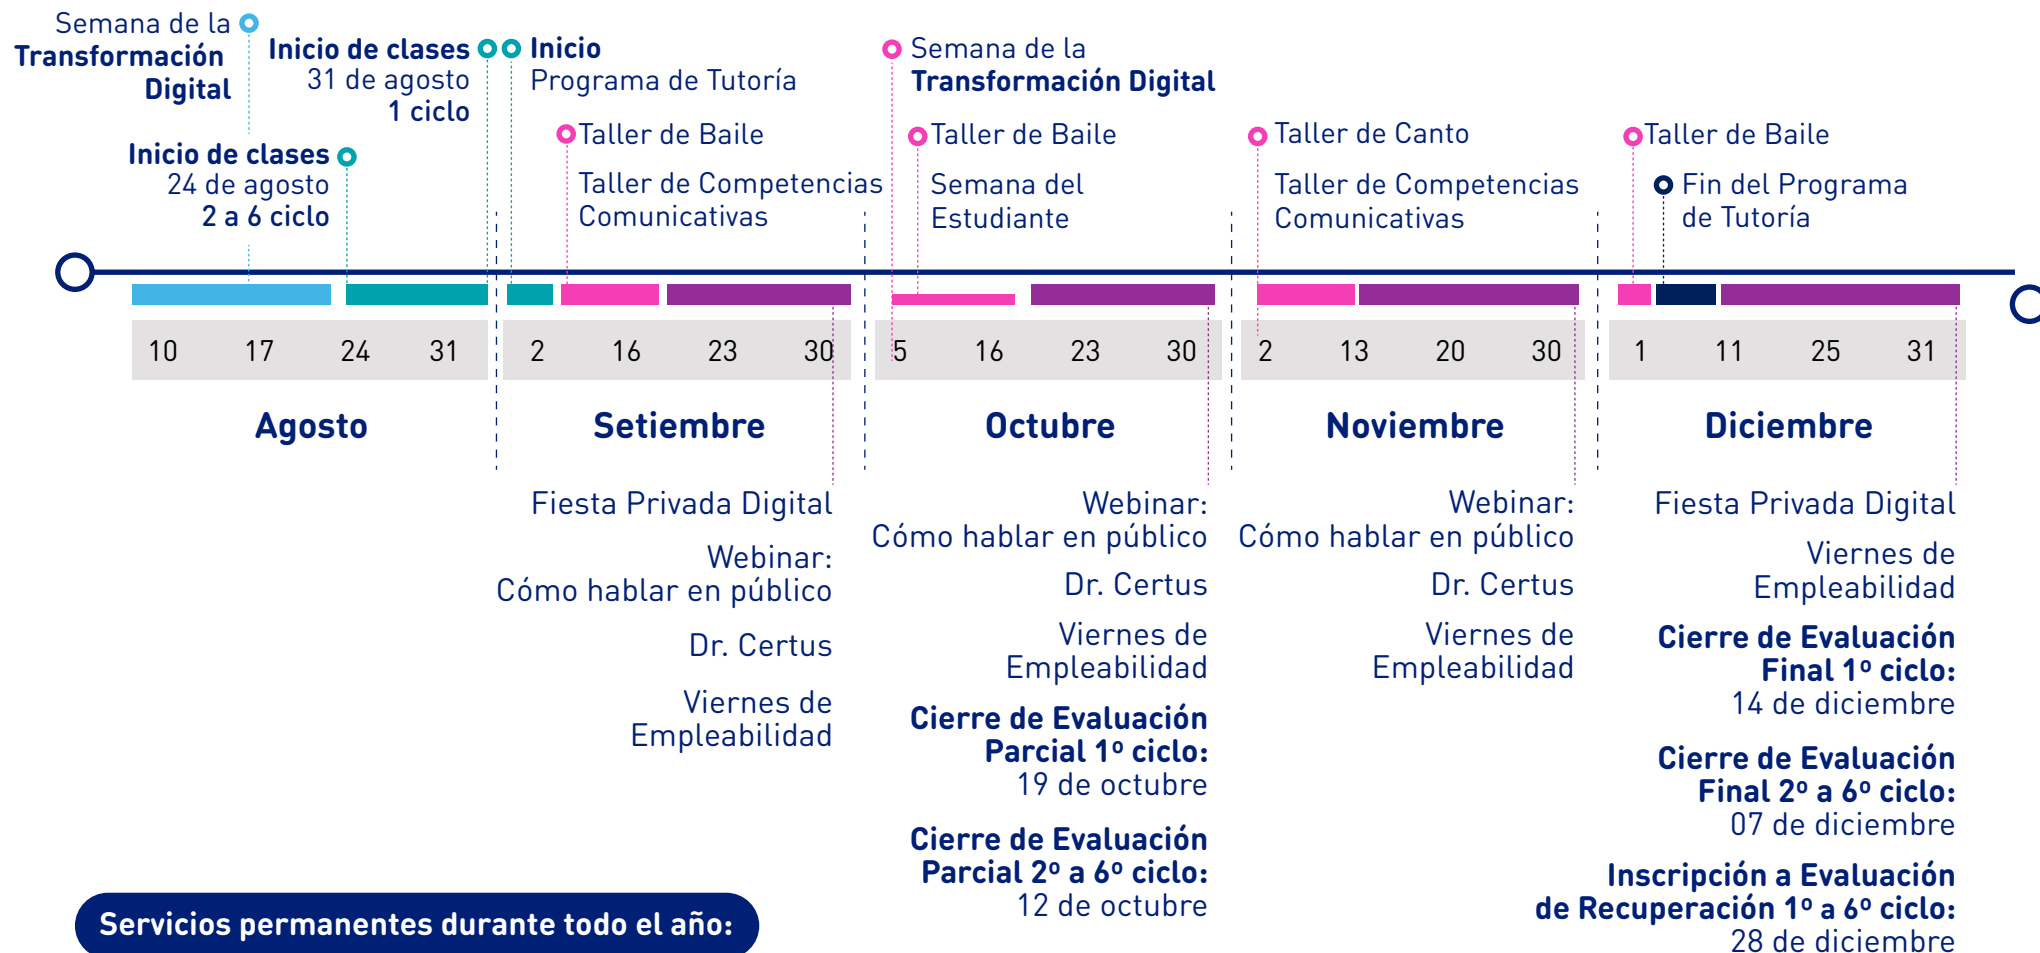 Semana de la
Transformación
Digital
Inicio de clases
31 de agosto
1 ciclo
Inicio
Programa de Tutoría
Semana de la
Transformación Digital
Inicio de clases
24 de agosto
2 a 6 ciclo
Taller de Baile
Taller de Competencias
Comunicativas
Taller de Baile
Semana del
Estudiante
Taller de Canto
Taller de Competencias
Comunicativas
Taller de Baile
Fin del Programa
de Tutoría
10 17 24 31
2 16 23 30
5 16 23 30
2 13 20 30
1 11 25 31
Agosto
Setiembre
Octubre
Noviembre
Diciembre
Fiesta Privada Digital
Webinar:
Cómo hablar en público
Dr. Certus
Viernes de
Empleabilidad
Webinar:
Cómo hablar en público
Dr. Certus
Viernes de
Empleabilidad
Cierre de Evaluación
Parcial 1º ciclo:
19 de octubre
Cierre de Evaluación
Parcial 2º a 6º ciclo:
12 de octubre
Webinar:
Cómo hablar en público
Dr. Certus
Viernes de
Empleabilidad
Fiesta Privada Digital
Viernes de
Empleabilidad
Cierre de Evaluación
Final 1º ciclo:
14 de diciembre
Cierre de Evaluación
Final 2º a 6º ciclo:
07 de diciembre
Inscripción a Evaluación
de Recuperación 1º a 6º ciclo:
28 de diciembre
Servicios permanentes durante todo el año: